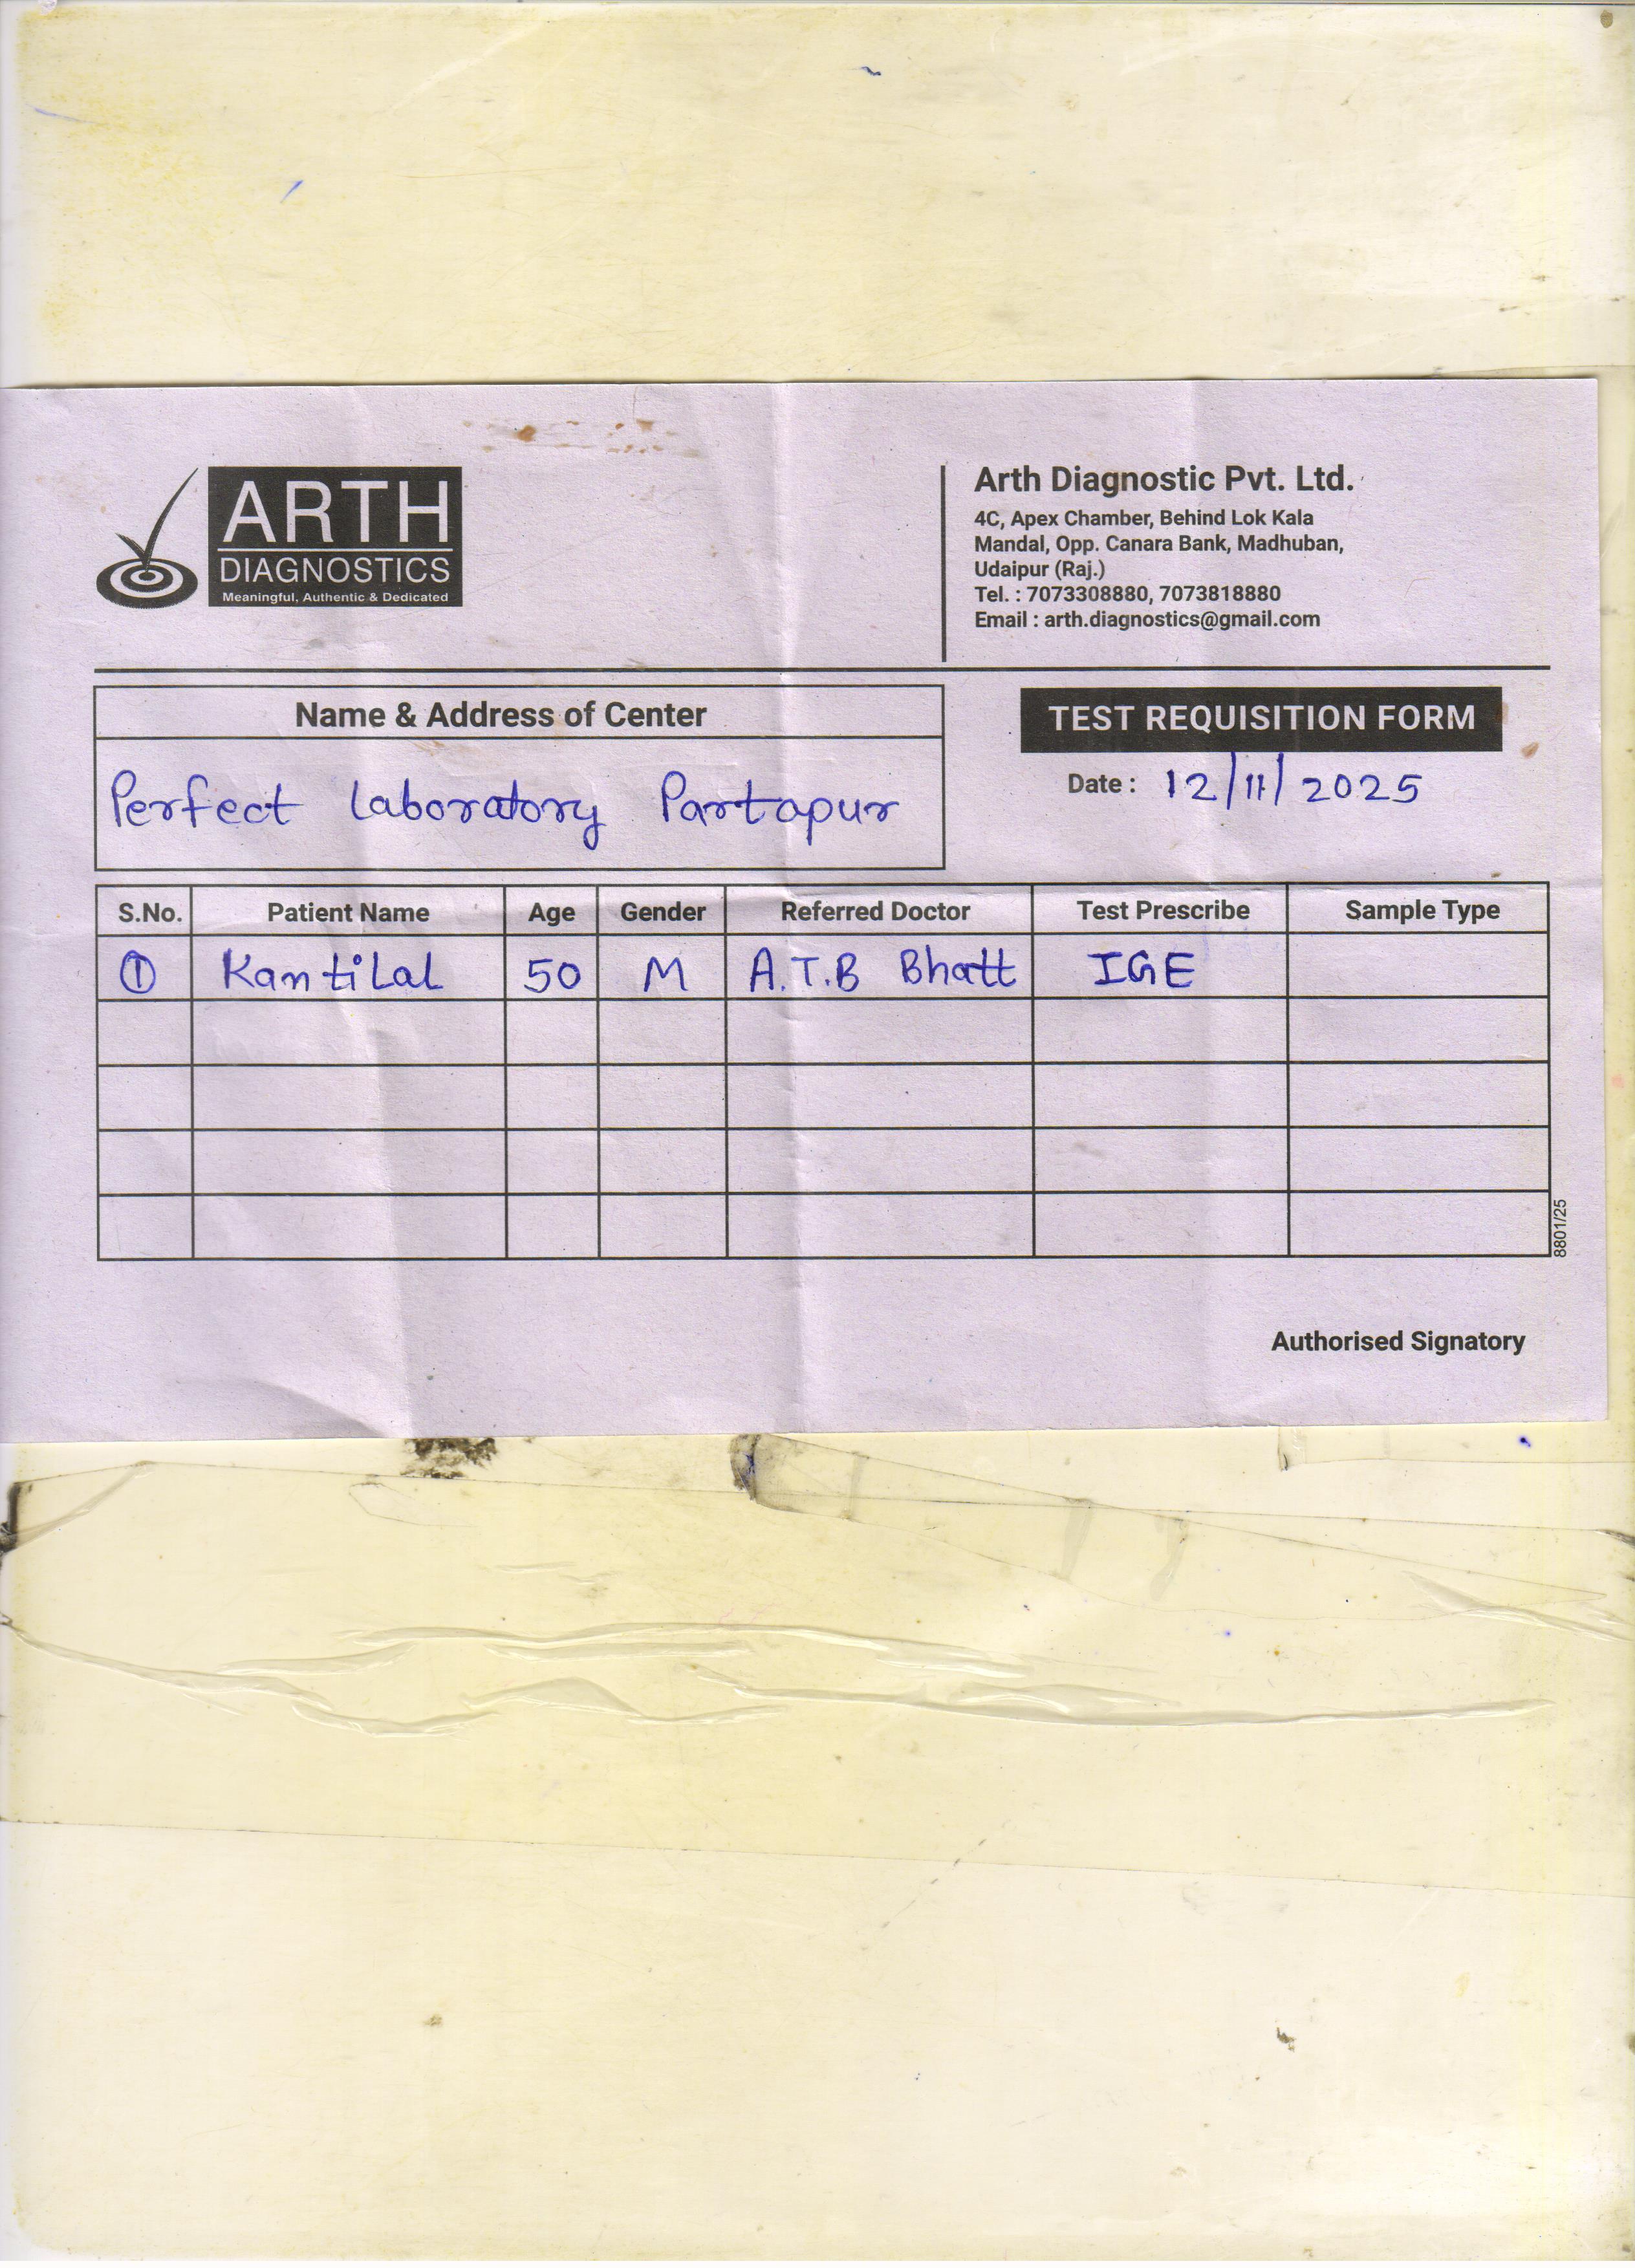 ARTH
DIAGNOSTICS
Meaningful, Authentic & Dedicated
Arth Diagnostic Pvt. Ltd.
4C, Apex Chamber, Behind Lok Kala
Mandal, Opp. Canara Bank, Madhuban,
Udaipur (Raj.)
Tel. : 7073308880, 7073818880
Email : arth.diagnostics@gmail.com
Name & Address of Center
Perfect Laboratory Partapur
TEST REQUISITION FORM
Date : 12/11/2025
S.No. Patient Name Age Gender Referred Doctor Test Prescribe Sample Type
① KantiLal 50 M A.T.B Bhatt IGE
8801/25
Authorised Signatory